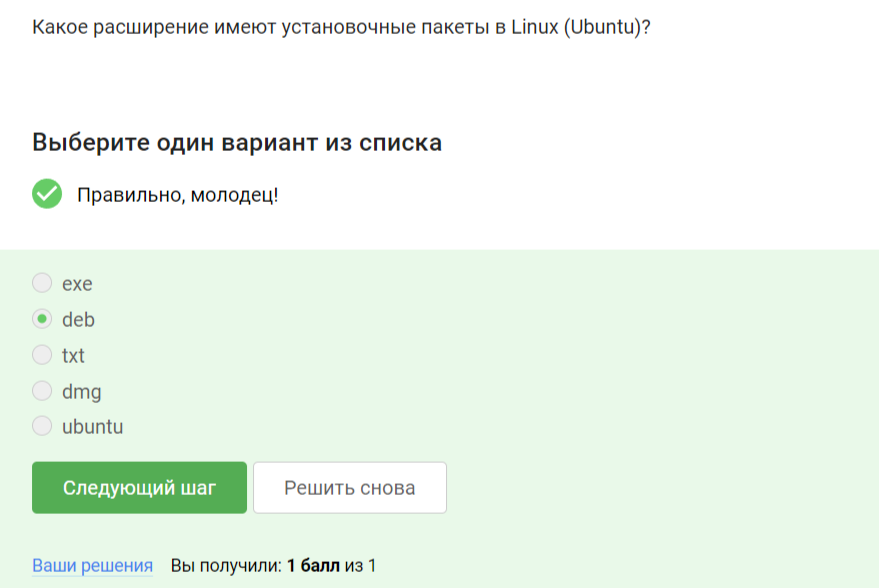 Какое расширение имеют установочные пакеты в Linux (Ubuntu)?
Выберите один вариант из списка
Правильно, молодец!
exe
deb
txt
dmg
ubuntu
Следующий шаг Решить снова
Ваши решения Вы получили: 1 балл из 1